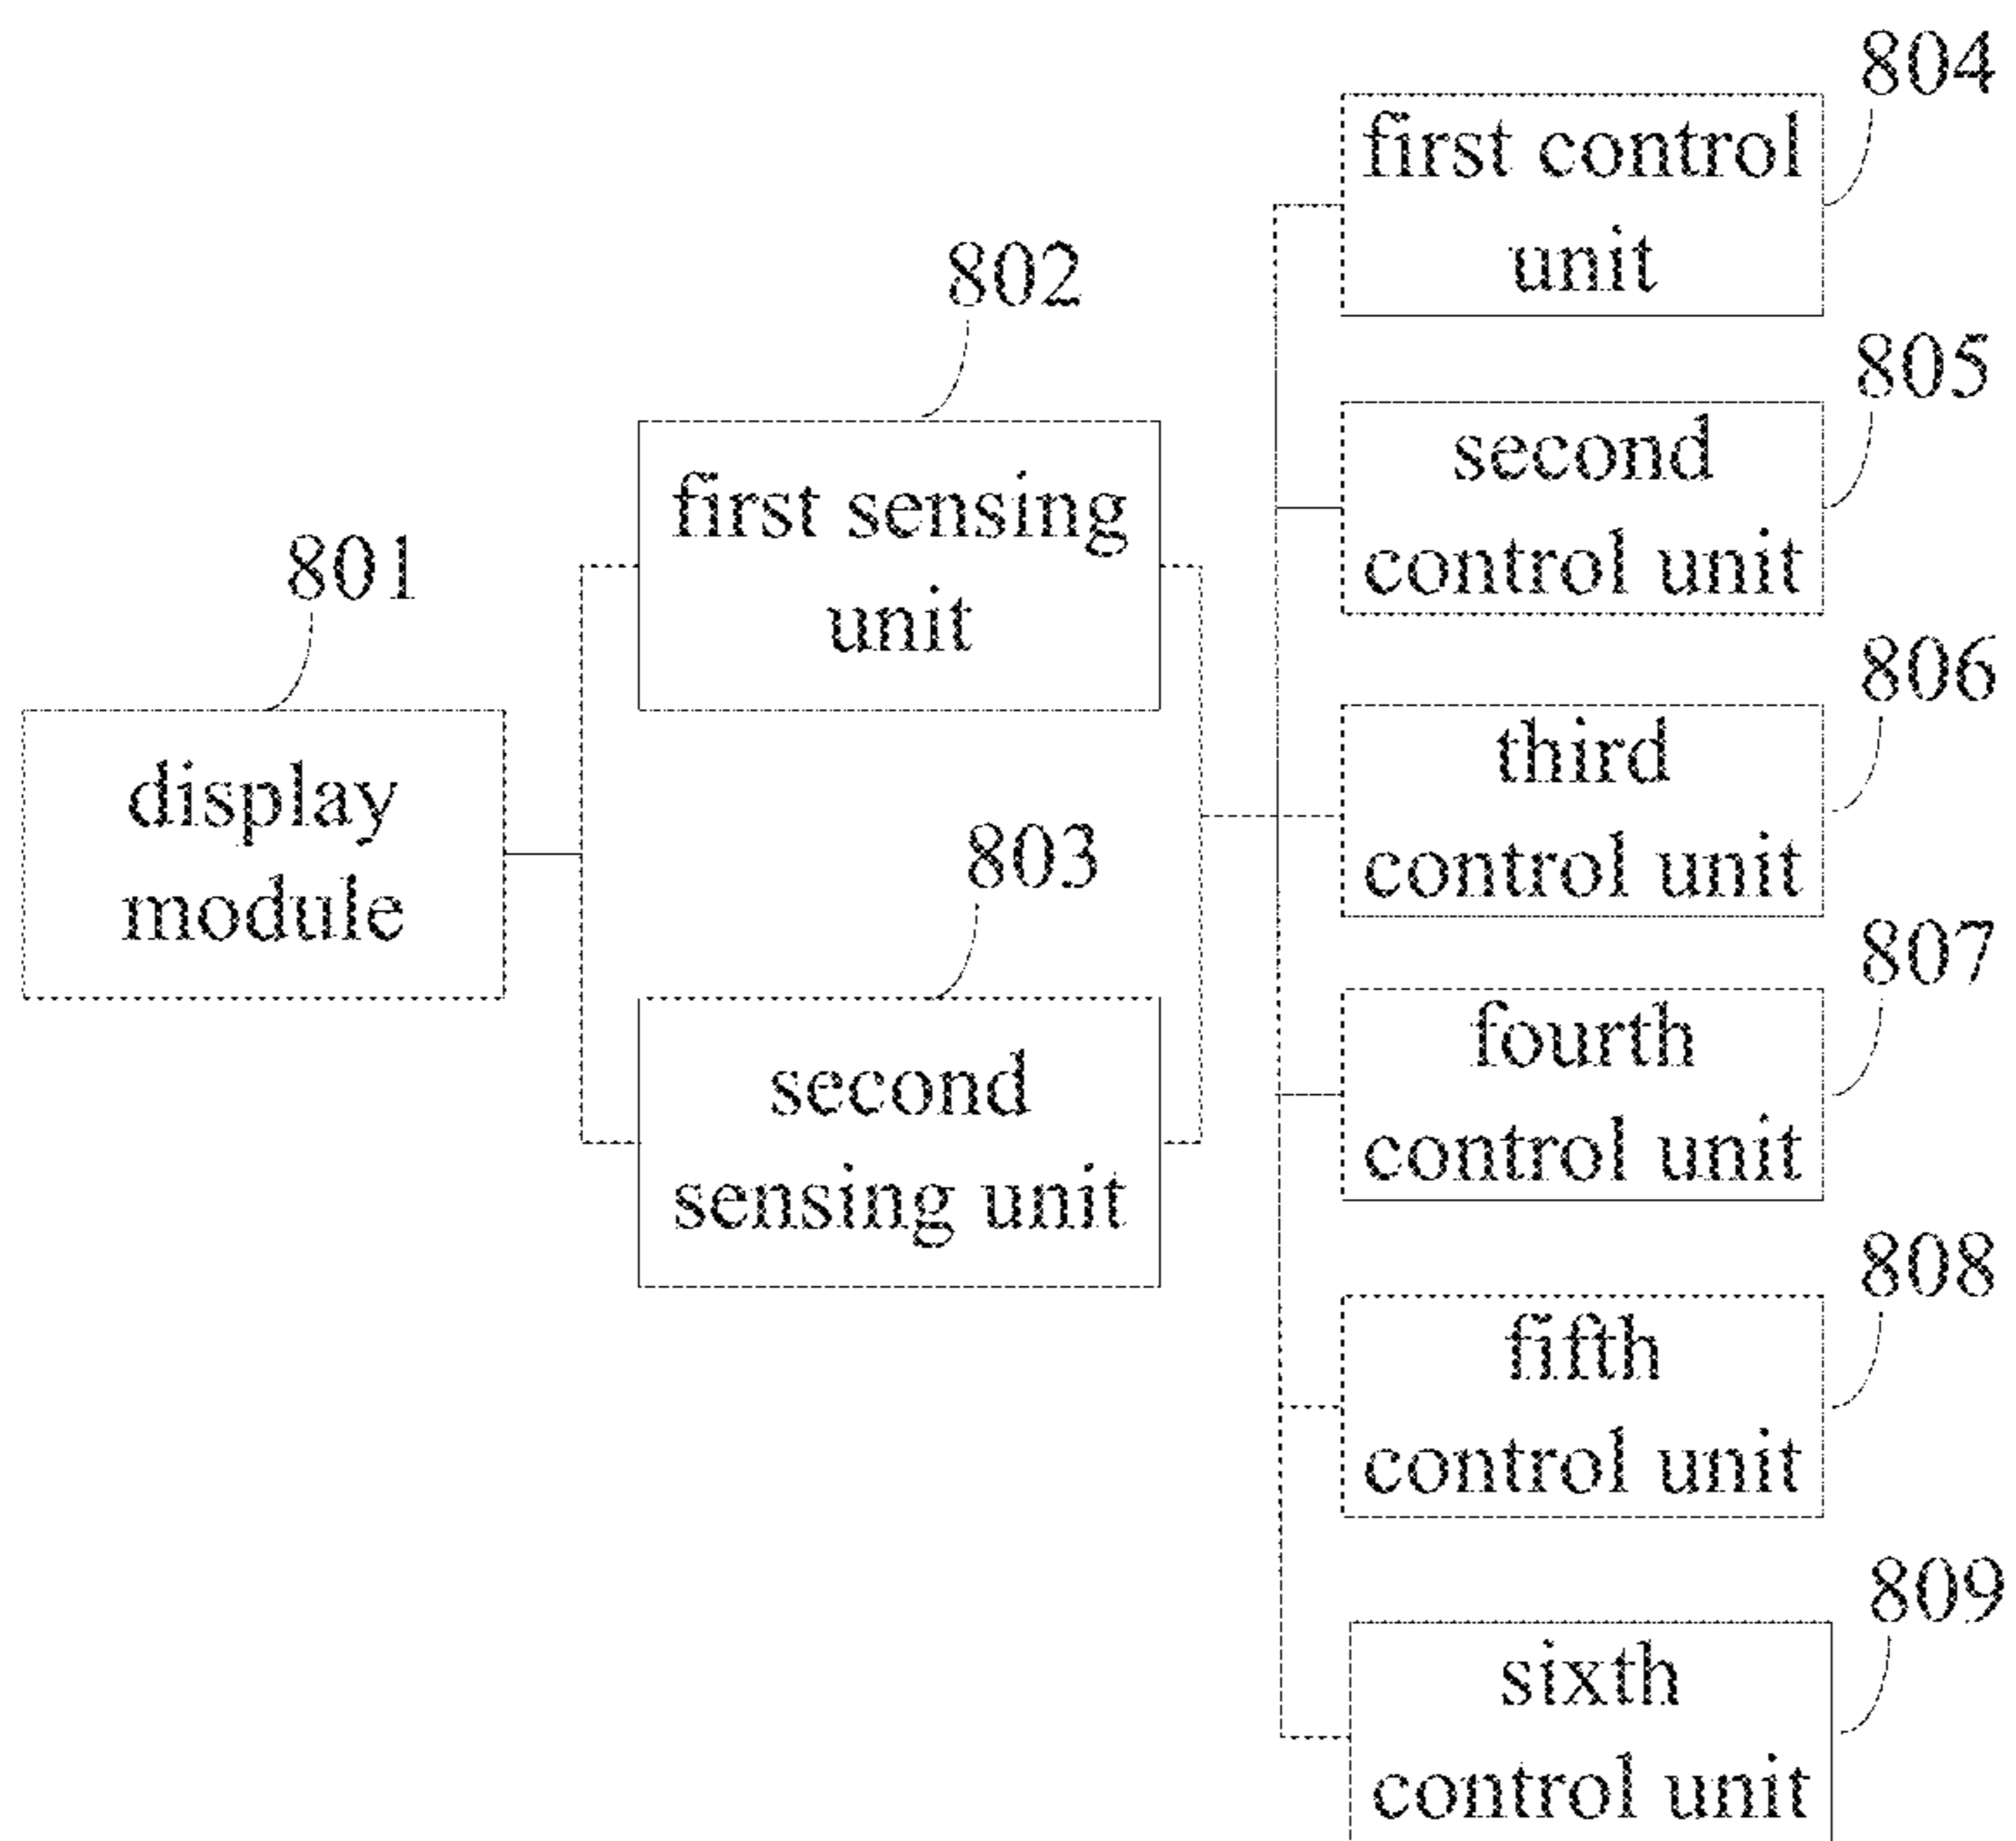 801
display
module
802
first sensing
unit
803
second
sensing unit
804
first control
unit
805
second
control unit
806
third
control unit
807
fourth
control unit
808
fifth
control unit
809
sixth
control unit